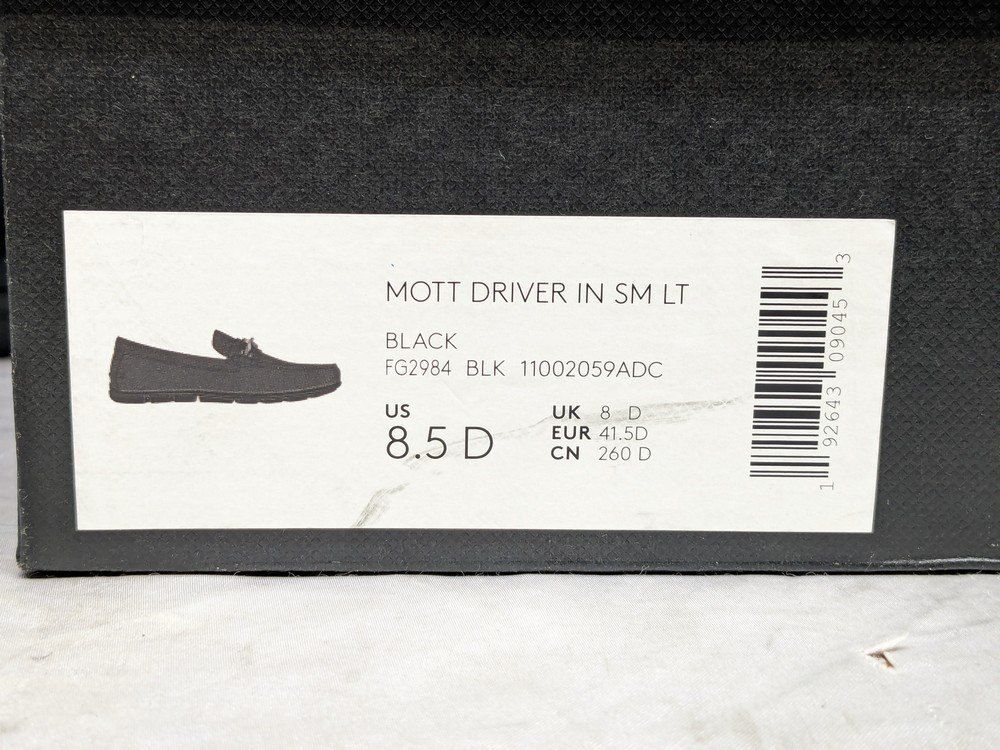 MOTT DRIVER IN SM LT
BLACK
FG2984 BLK 11002059ADC
US
8.5 D
UK 8 D
EUR 41.5D
CN 260 D
1 92643 09045 3